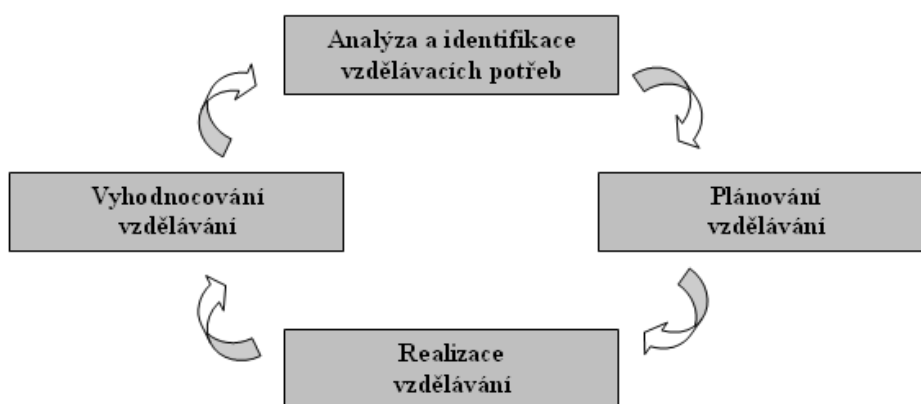 Analýza a identifikace
vzdělávacích potřeb
Vyhodnocování
vzdělávání
Plánování
vzdělávání
Realizace
vzdělávání